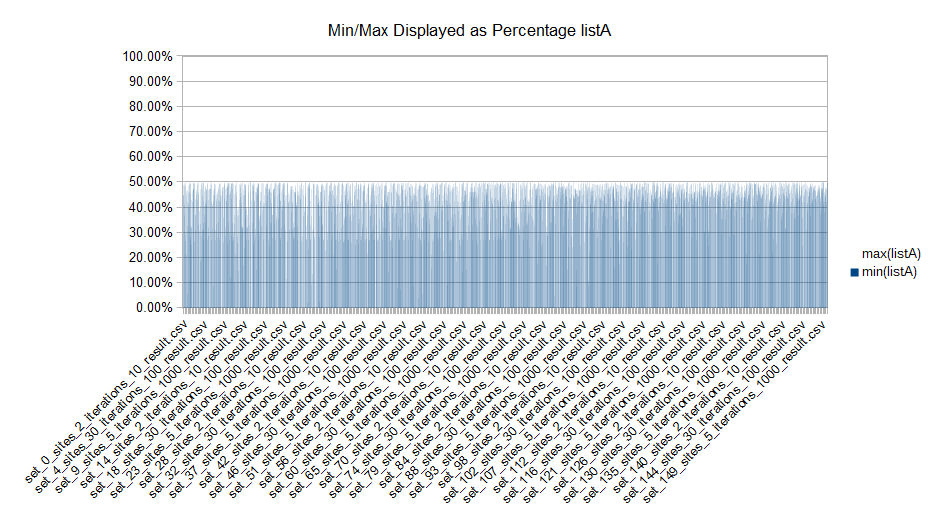 Min/Max Displayed as Percentage listA
100.00%
90.00%
80.00%
70.00%
60.00%
50.00%
40.00%
30.00%
20.00%
10.00%
0.00%
max(listA)
min(listA)
set_0_sites_2_iterations_10_result.csv
set_4_sites_30_iterations_100_result.csv
set_9_sites_5_iterations_1000_result.csv
set_14_sites_2_iterations_10_result.csv
set_18_sites_30_iterations_100_result.csv
set_23_sites_5_iterations_1000_result.csv
set_28_sites_2_iterations_10_result.csv
set_32_sites_30_iterations_100_result.csv
set_37_sites_5_iterations_1000_result.csv
set_42_sites_2_iterations_10_result.csv
set_46_sites_30_iterations_100_result.csv
set_51_sites_5_iterations_1000_result.csv
set_56_sites_2_iterations_10_result.csv
set_60_sites_30_iterations_100_result.csv
set_65_sites_5_iterations_1000_result.csv
set_70_sites_2_iterations_10_result.csv
set_74_sites_30_iterations_100_result.csv
set_79_sites_5_iterations_1000_result.csv
set_84_sites_2_iterations_10_result.csv
set_88_sites_30_iterations_100_result.csv
set_93_sites_5_iterations_1000_result.csv
set_98_sites_2_iterations_10_result.csv
set_102_sites_30_iterations_100_result.csv
set_107_sites_5_iterations_1000_result.csv
set_112_sites_2_iterations_10_result.csv
set_116_sites_30_iterations_100_result.csv
set_121_sites_5_iterations_1000_result.csv
set_126_sites_2_iterations_10_result.csv
set_130_sites_30_iterations_100_result.csv
set_135_sites_5_iterations_1000_result.csv
set_140_sites_2_iterations_10_result.csv
set_144_sites_30_iterations_100_result.csv
set_149_sites_5_iterations_1000_result.csv